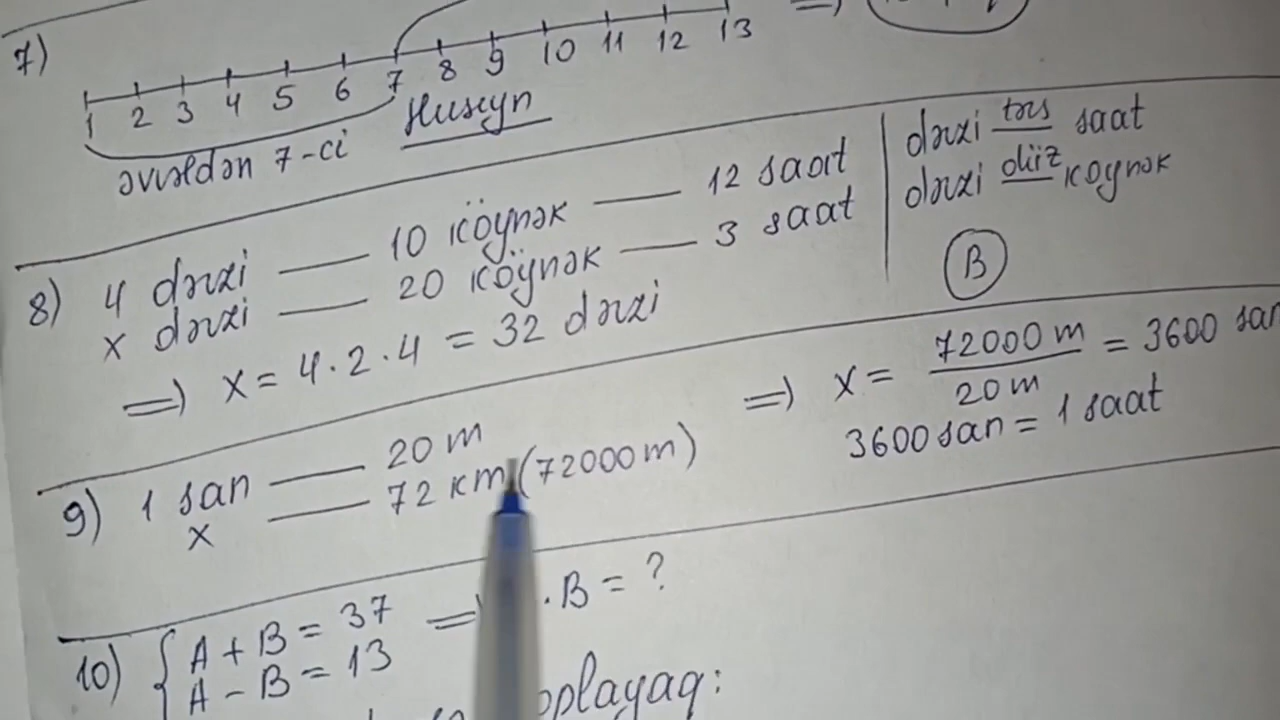 7)
1 2 3 4 5 6 7 8 9 10 11 12 13 =>
əvvəldən 7-ci Huseyn
8) 4 dərzi — 10 köynək — 12 saat
x dərzi — 20 köynək — 3 saat
=> x = 4 · 2 · 4 = 32 dərzi
dərzi tərs saat
dərzi düz köynək
B
9) 1 san — 20 m
x — 72 km (72000 m)
=> x = 72000 m / 20 m = 3600 san
3600 san = 1 saat
10) { A + B = 37 => · B = ?
A - B = 13